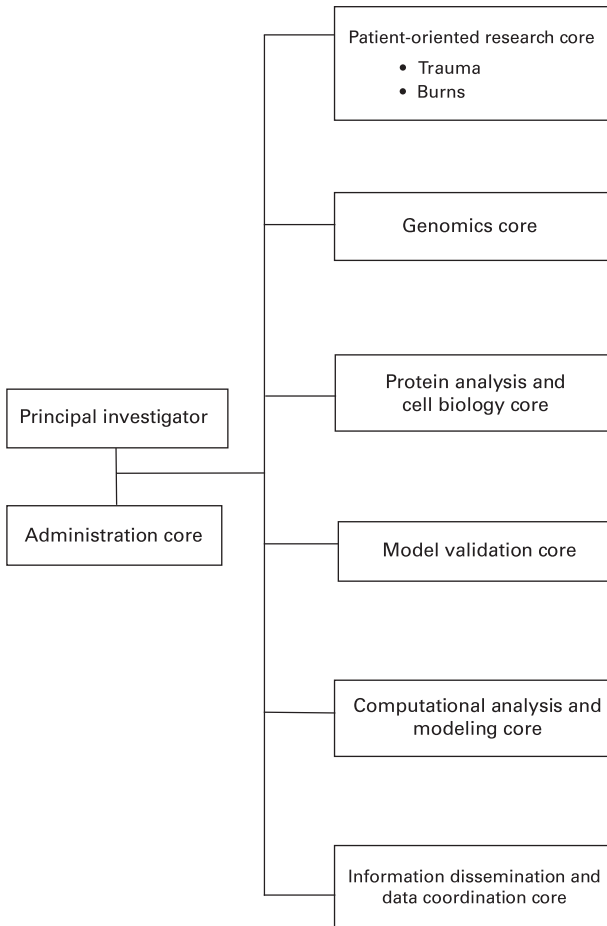 Patient-oriented research core
• Trauma
• Burns
Genomics core
Protein analysis and
cell biology core
Principal investigator
Administration core
Model validation core
Computational analysis and
modeling core
Information dissemination and
data coordination core